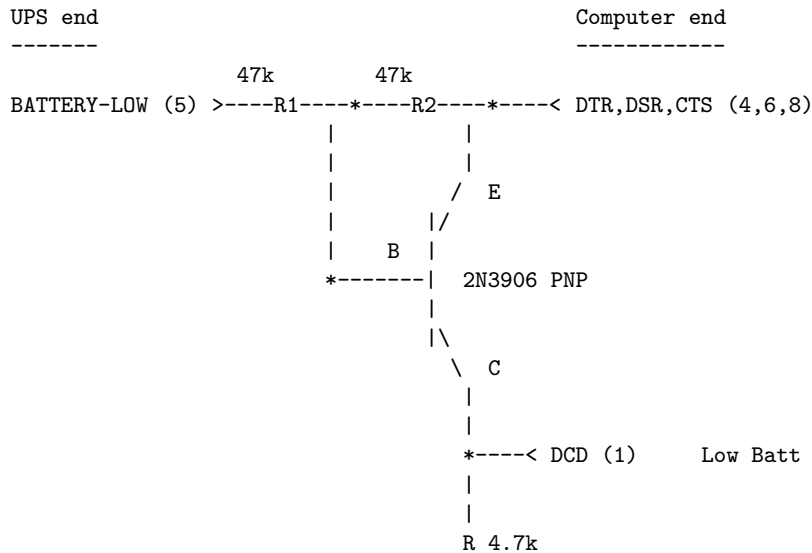 UPS end                                 Computer end
-------                                 ------------
                47k         47k
BATTERY-LOW (5) >----R1----*----R2----*----< DTR,DSR,CTS (4,6,8)
|           |
|           |
|          /  E
|        |/
|     B  |
*--------|  2N3906 PNP
|
|\
\  C
|
|
*----< DCD (1)     Low Batt
|
|
R 4.7k